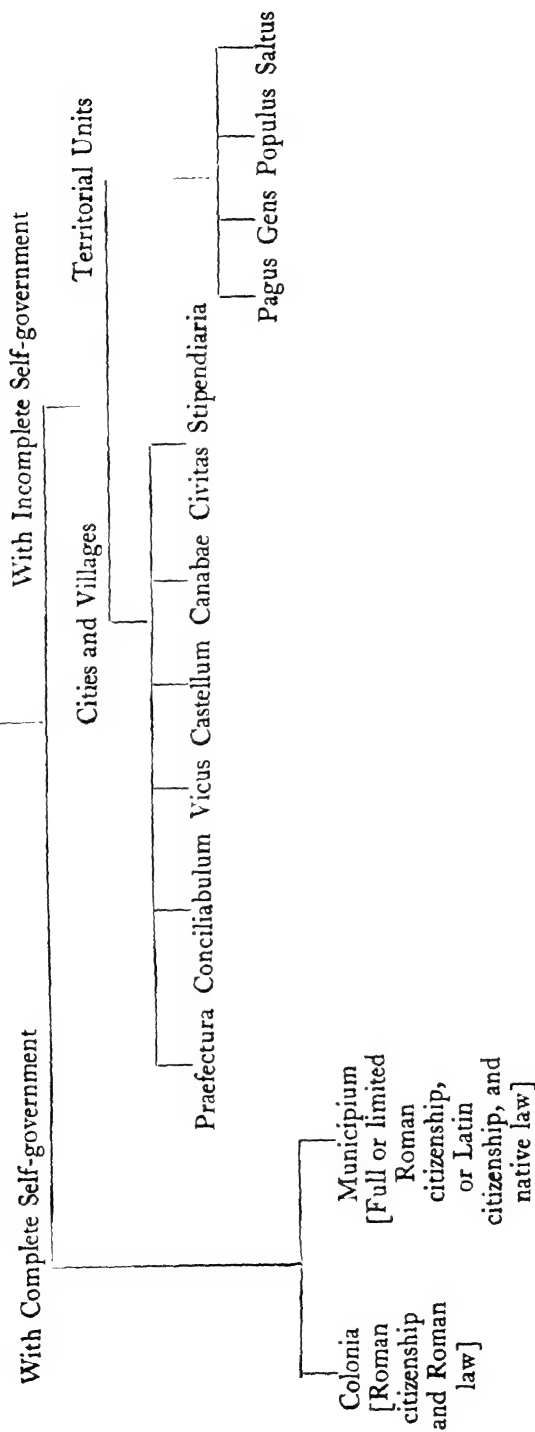 With Complete Self-government
With Incomplete Self-government
Cities and Villages
Territorial Units
Praefectura Conciliabulum Vicus Castellum Canabae Civitas Stipendiaria
Pagus Gens Populus Saltus
Colonia
[Roman
citizenship
and Roman
law]
Municipium
[Full or limited
Roman
citizenship,
or Latin
citizenship, and
native law]